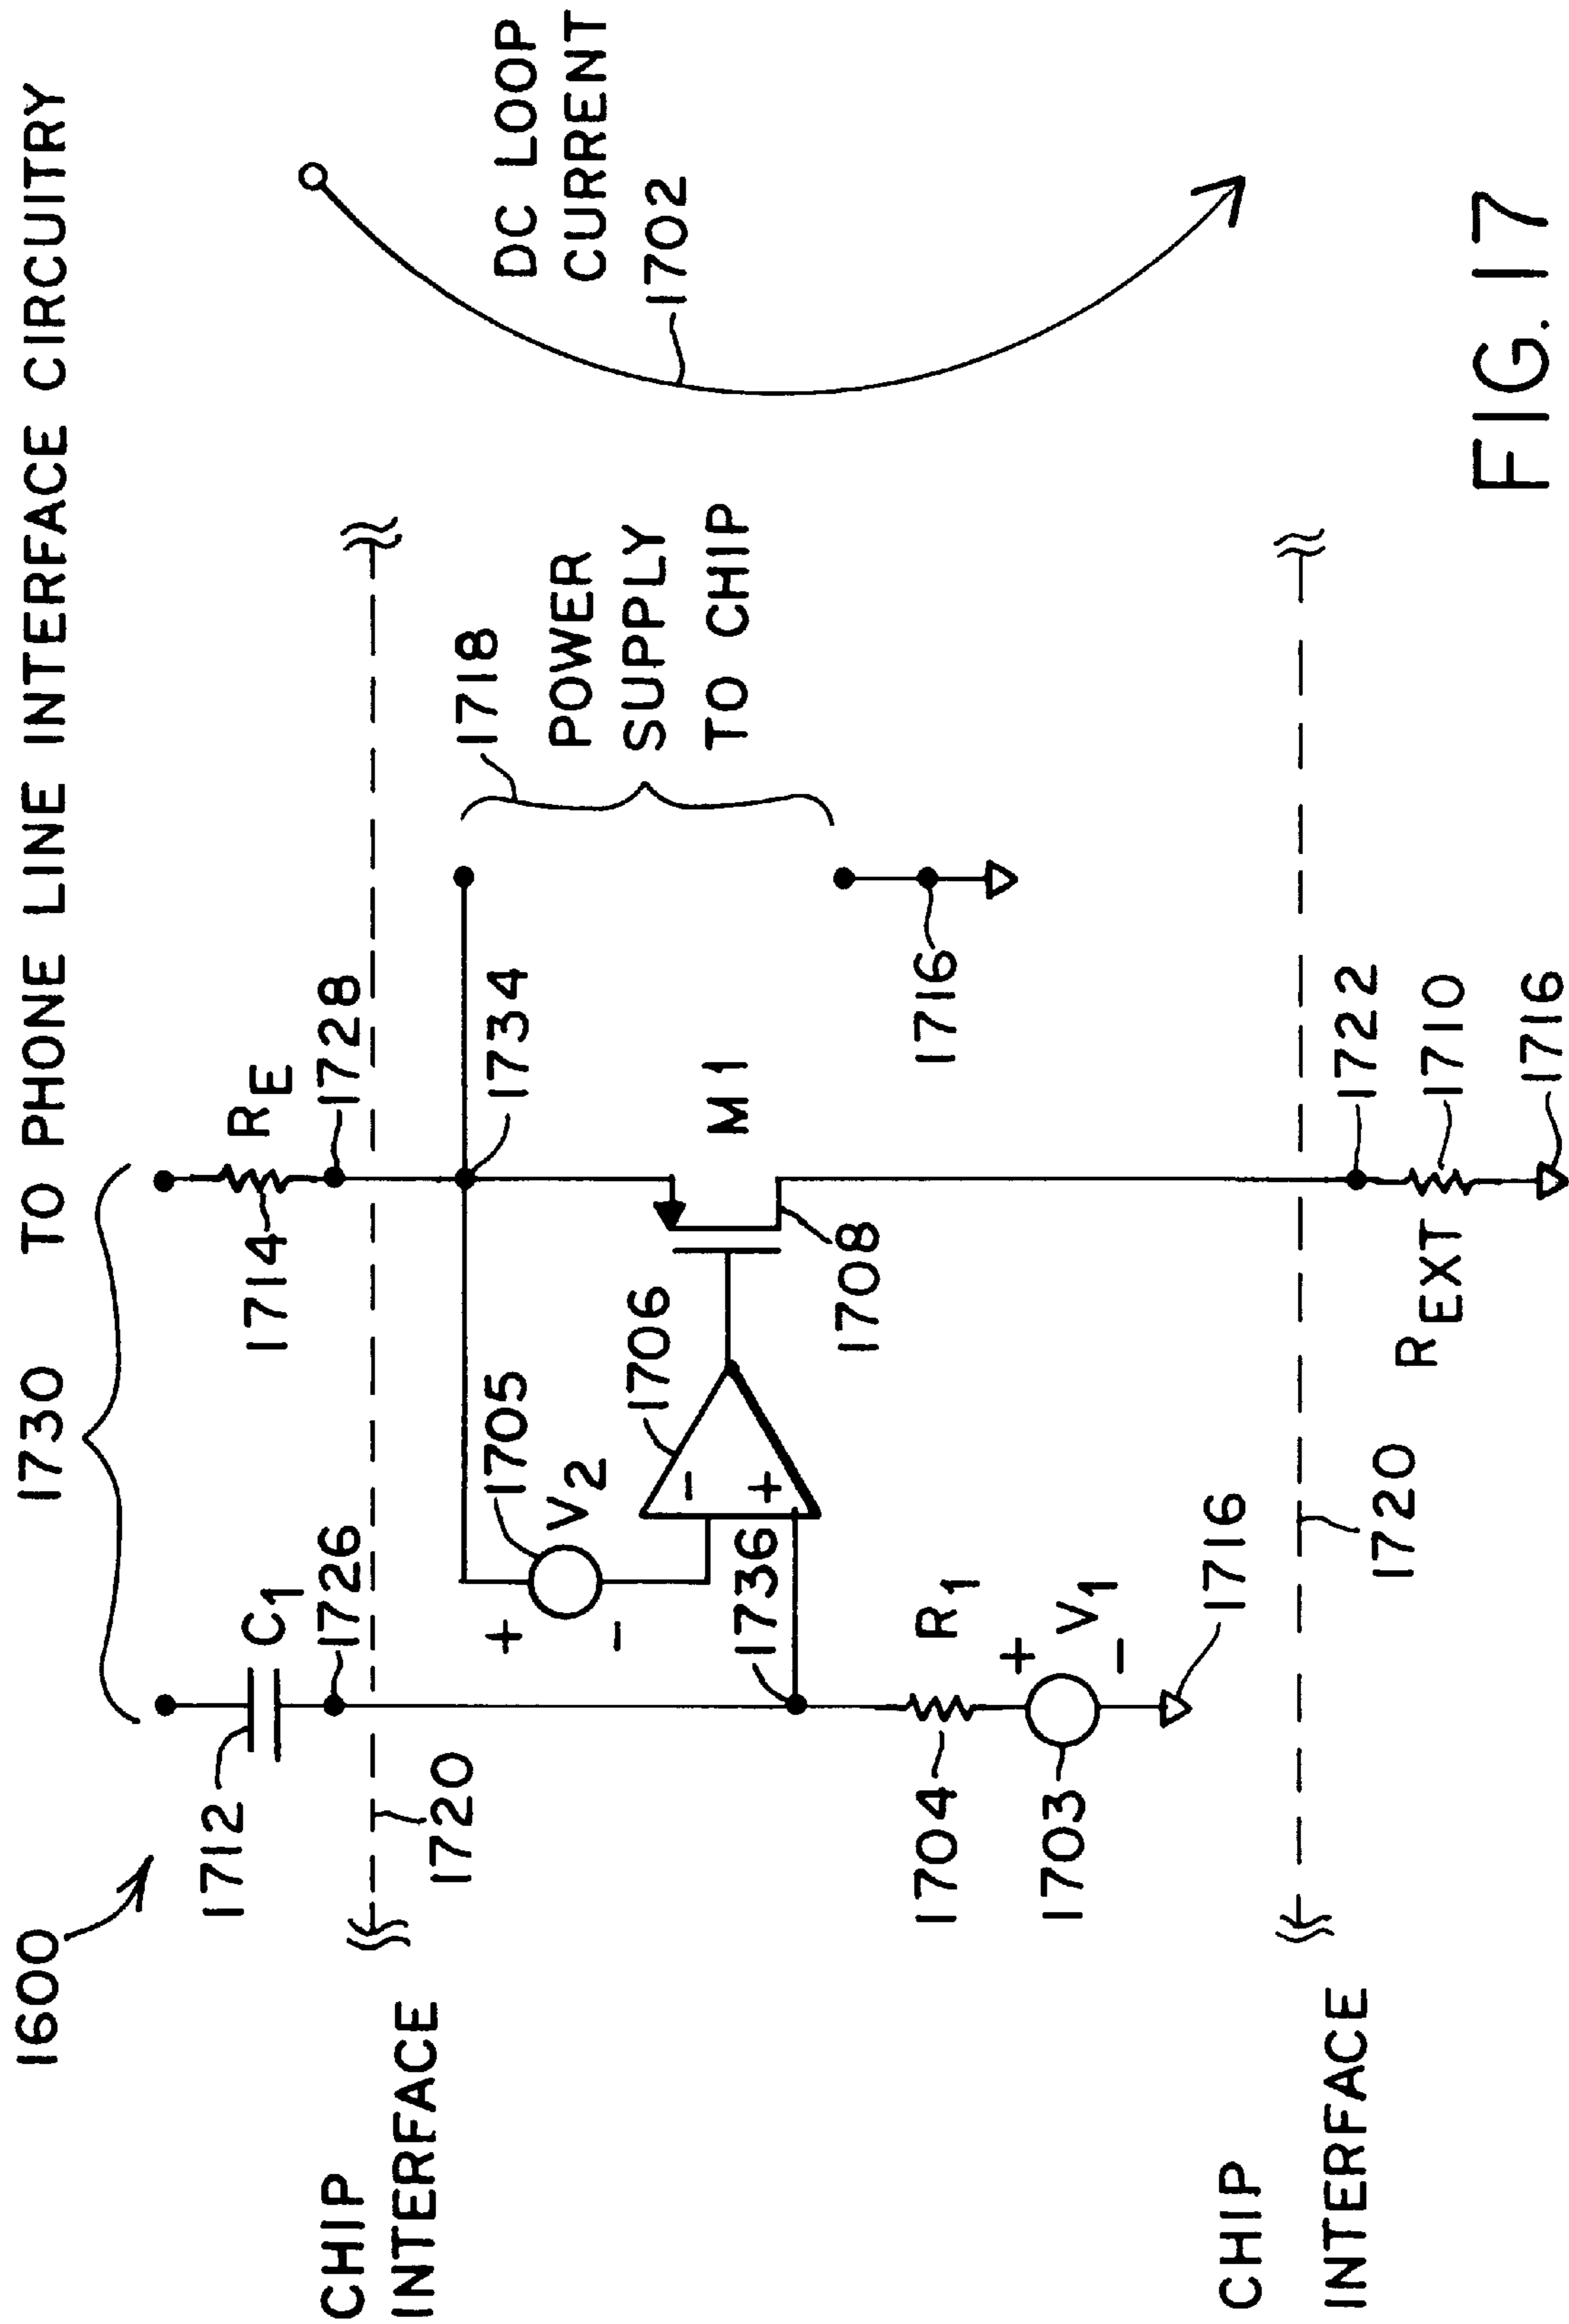 1730 TO PHONE LINE INTERFACE CIRCUITRY
1600
1712
C1
1726
1714
RE
1728
CHIP
INTERFACE
1720
1705
V2
+
-
1734
1718
POWER
SUPPLY
TO CHIP
DC LOOP
CURRENT
1702
1706
-
+
1736
M1
1708
1716
1704
R1
1703
+
V1
-
1716
CHIP
INTERFACE
1720
1722
REXT
1710
1716
FIG. 17